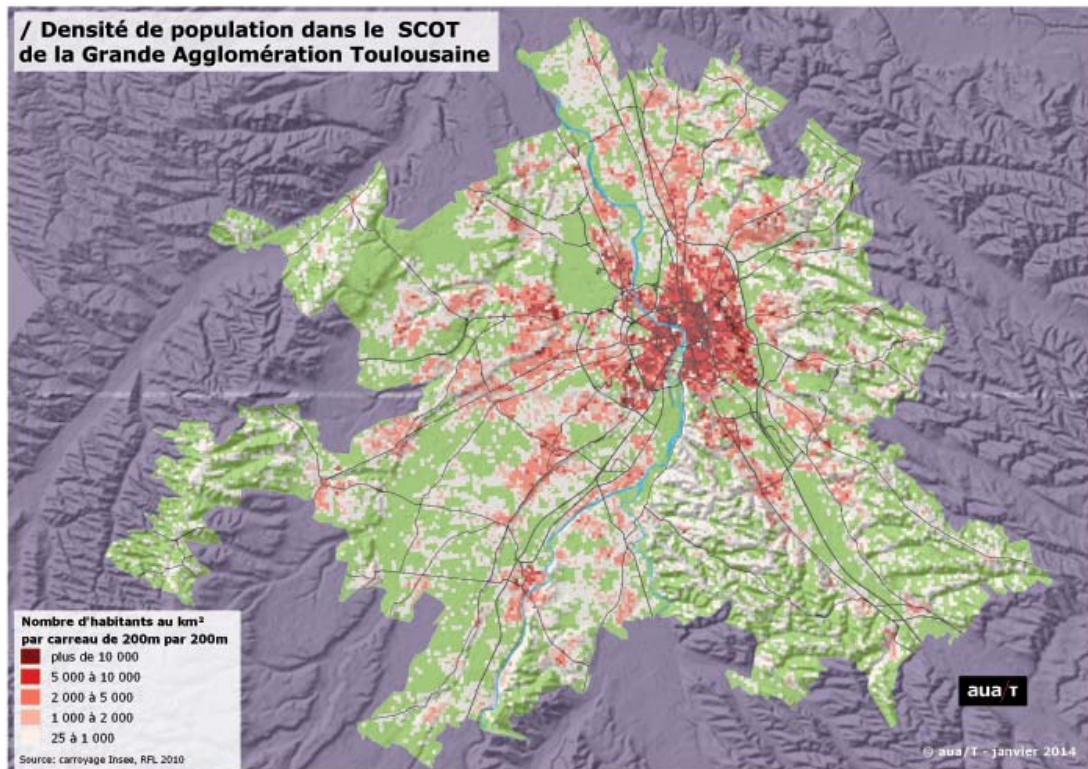 / Densité de population dans le SCOT
de la Grande Agglomération Toulousaine
Nombre d'habitants au km²
par carreau de 200m par 200m
plus de 10 000
5 000 à 10 000
2 000 à 5 000
1 000 à 2 000
25 à 1 000
Source: carroyage Insee, RFL 2010
aua/T
© aua/T - janvier 2014